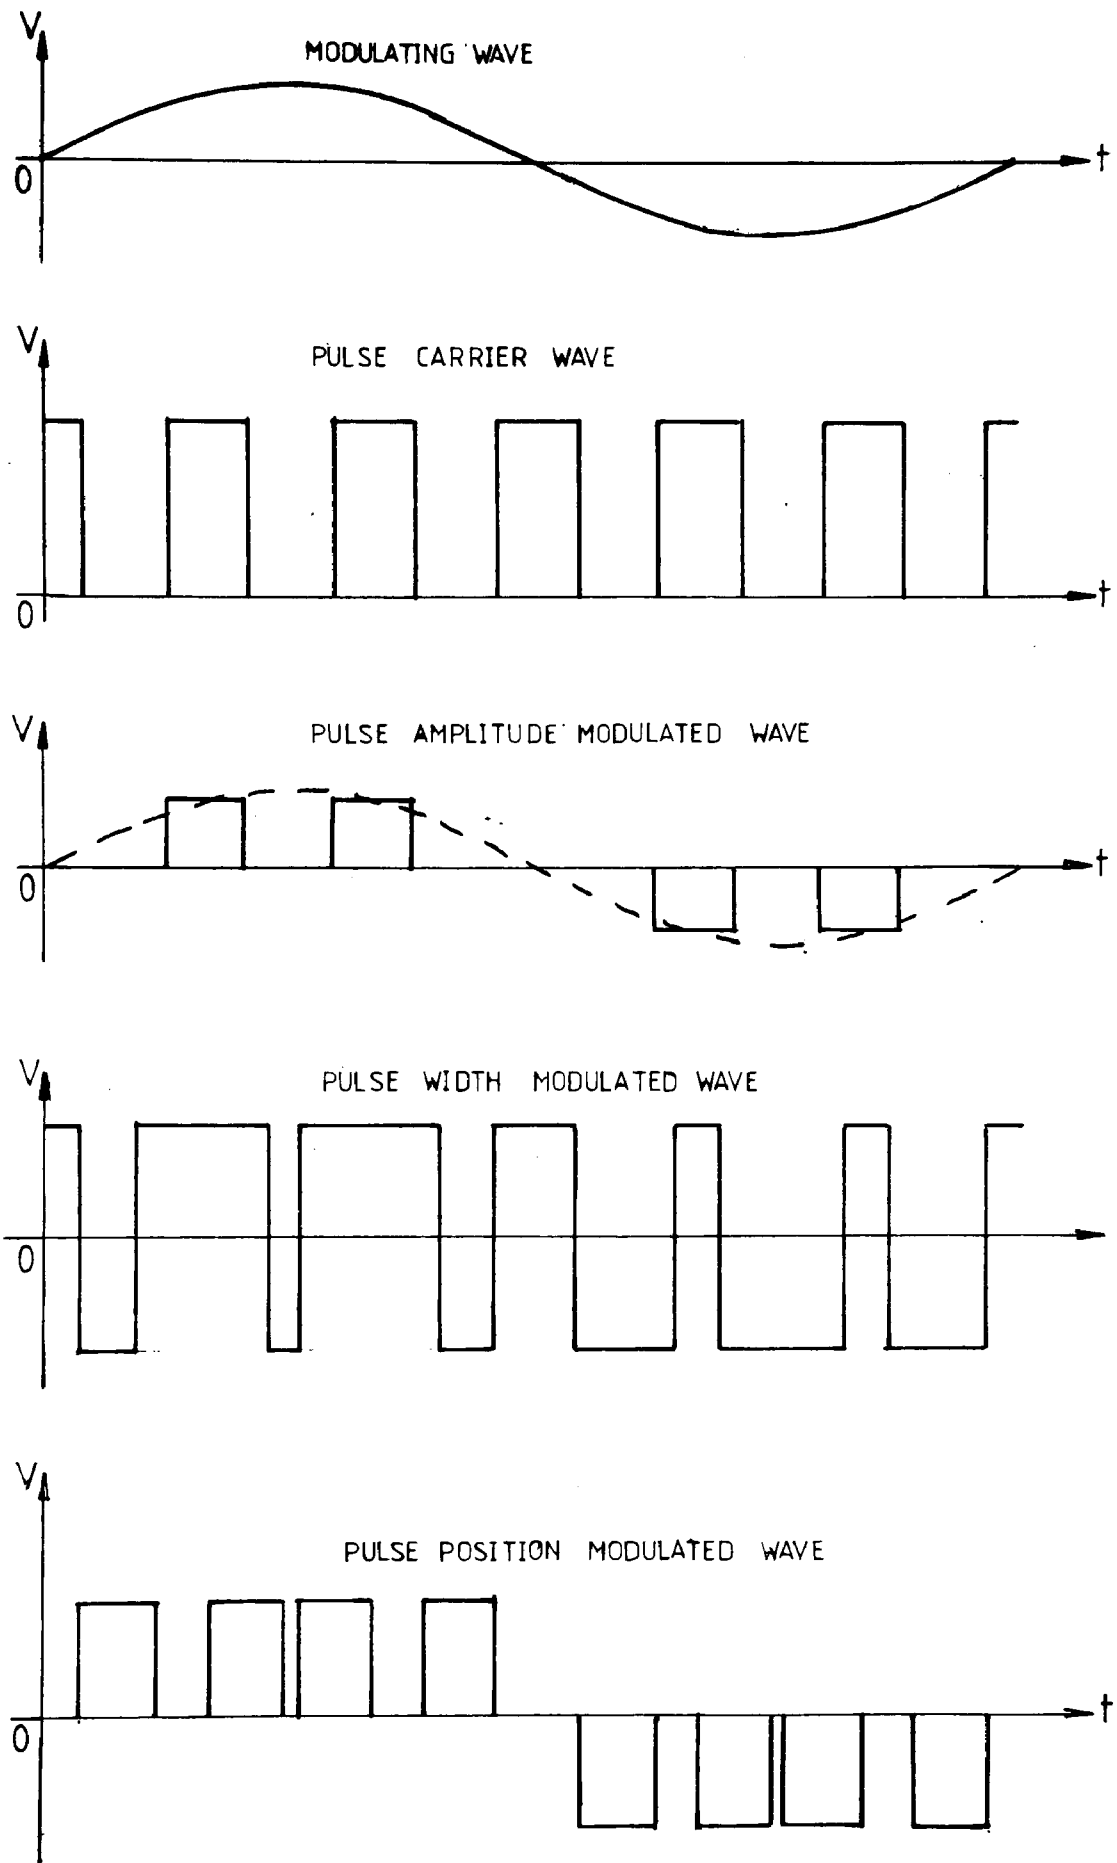 V
MODULATING WAVE
0
t
V
PULSE CARRIER WAVE
0
t
V
PULSE AMPLITUDE MODULATED WAVE
0
t
V
PULSE WIDTH MODULATED WAVE
0
V
PULSE POSITION MODULATED WAVE
0
t